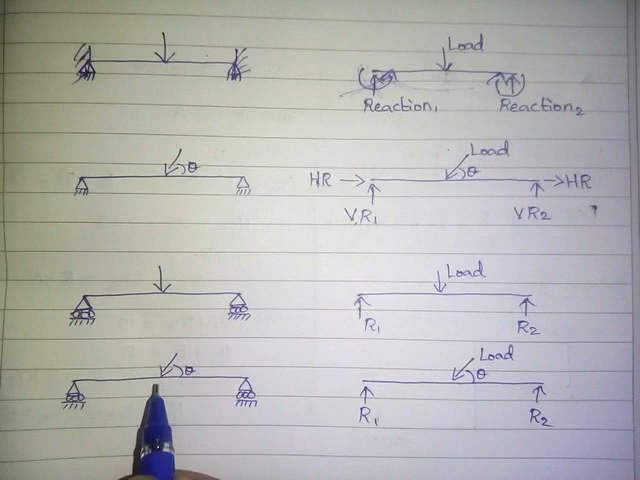 Load
Reaction1 Reaction2
θ Load θ
HR HR
VR1 VR2
Load
R1 R2
θ Load θ
R1 R2